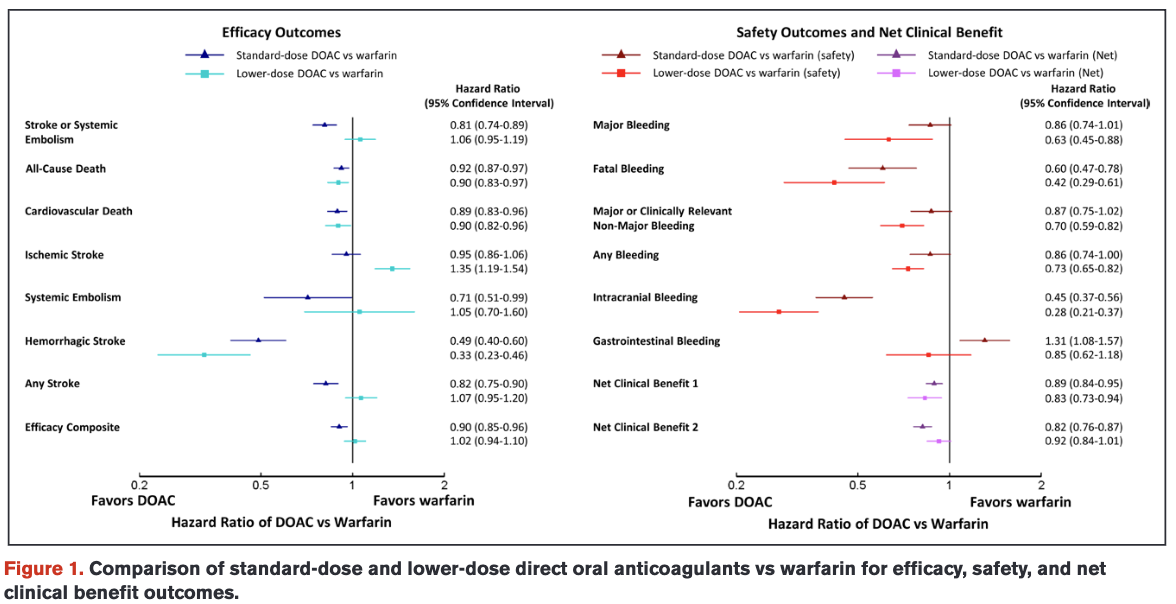 Efficacy Outcomes
Standard-dose DOAC vs warfarin
Lower-dose DOAC vs warfarin
Hazard Ratio
(95% Confidence Interval)
Stroke or Systemic
Embolism
0.81 (0.74-0.89)
1.06 (0.95-1.19)
All-Cause Death
0.92 (0.87-0.97)
0.90 (0.83-0.97)
Cardiovascular Death
0.89 (0.83-0.96)
0.90 (0.82-0.96)
Ischemic Stroke
0.95 (0.86-1.06)
1.35 (1.19-1.54)
Systemic Embolism
0.71 (0.51-0.99)
1.05 (0.70-1.60)
Hemorrhagic Stroke
0.49 (0.40-0.60)
0.33 (0.23-0.46)
Any Stroke
0.82 (0.75-0.90)
1.07 (0.95-1.20)
Efficacy Composite
0.90 (0.85-0.96)
1.02 (0.94-1.10)
0.2 0.5 1 2
Favors DOAC Favors warfarin
Hazard Ratio of DOAC vs Warfarin
Safety Outcomes and Net Clinical Benefit
Standard-dose DOAC vs warfarin (safety) Standard-dose DOAC vs warfarin (Net)
Lower-dose DOAC vs warfarin (safety) Lower-dose DOAC vs warfarin (Net)
Hazard Ratio
(95% Confidence Interval)
Major Bleeding
0.86 (0.74-1.01)
0.63 (0.45-0.88)
Fatal Bleeding
0.60 (0.47-0.78)
0.42 (0.29-0.61)
Major or Clinically Relevant
Non-Major Bleeding
0.87 (0.75-1.02)
0.70 (0.59-0.82)
Any Bleeding
0.86 (0.74-1.00)
0.73 (0.65-0.82)
Intracranial Bleeding
0.45 (0.37-0.56)
0.28 (0.21-0.37)
Gastrointestinal Bleeding
1.31 (1.08-1.57)
0.85 (0.62-1.18)
Net Clinical Benefit 1
0.89 (0.84-0.95)
0.83 (0.73-0.94)
Net Clinical Benefit 2
0.82 (0.76-0.87)
0.92 (0.84-1.01)
0.2 0.5 1 2
Favors DOAC Favors warfarin
Hazard Ratio of DOAC vs Warfarin
Figure 1. Comparison of standard-dose and lower-dose direct oral anticoagulants vs warfarin for efficacy, safety, and net
clinical benefit outcomes.